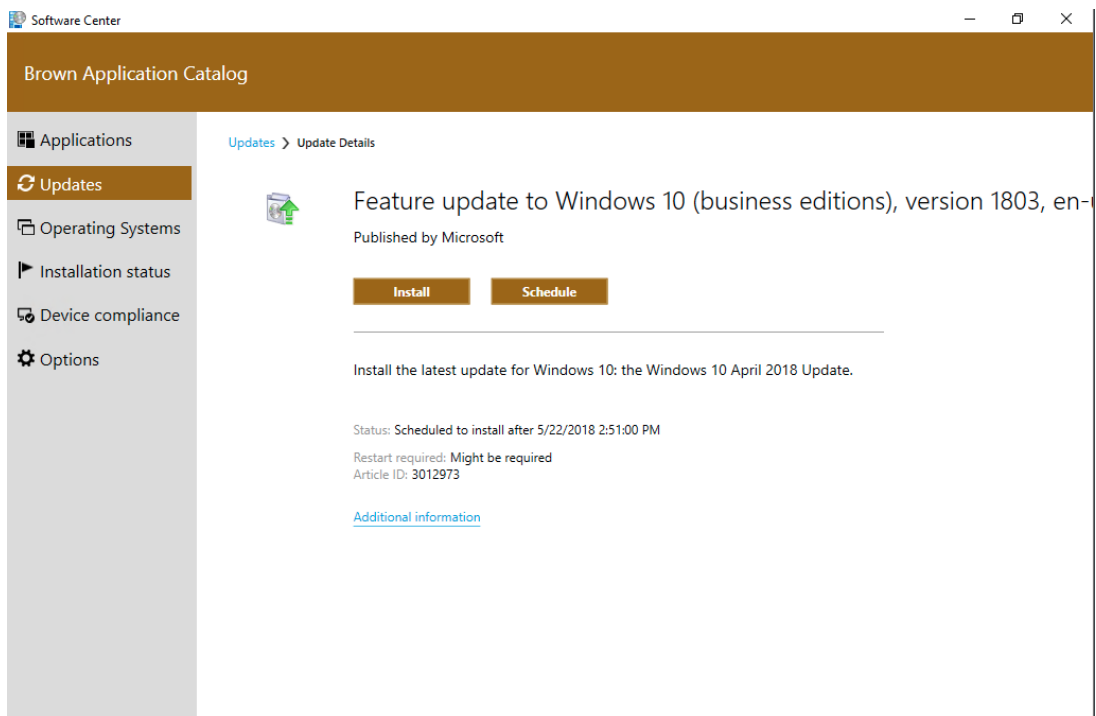 Software Center
Brown Application Catalog
Applications
Updates
Operating Systems
Installation status
Device compliance
Options
Updates ❯ Update Details
Feature update to Windows 10 (business editions), version 1803, en-
Published by Microsoft
Install
Schedule
Install the latest update for Windows 10: the Windows 10 April 2018 Update.
Status: Scheduled to install after 5/22/2018 2:51:00 PM
Restart required: Might be required
Article ID: 3012973
Additional information